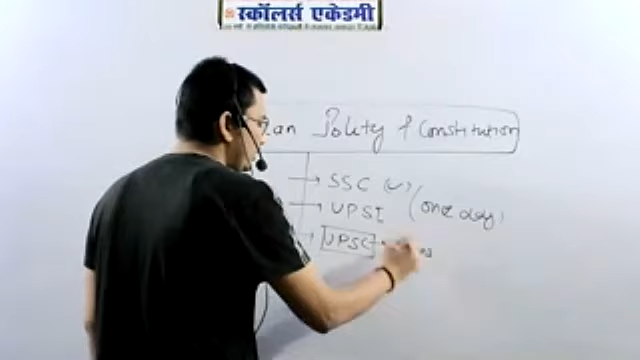 स्कॉलर्स एकेडमी
an Polity & Constitution
→ SSC (✓)
→ UPSI (one day)
→ UPSC